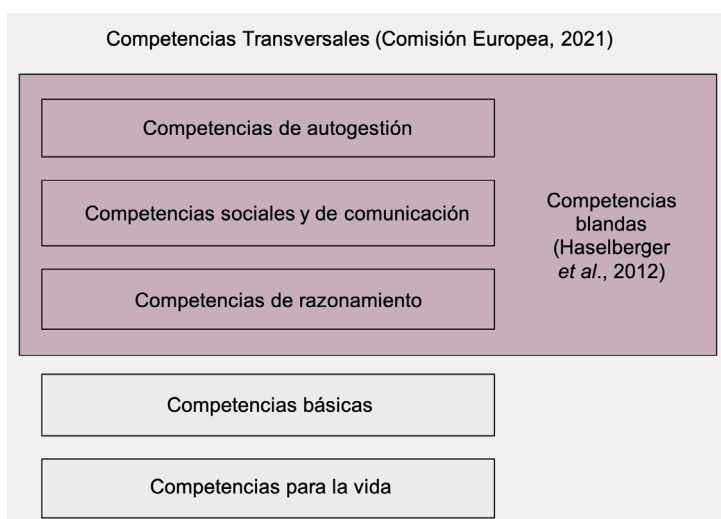 Competencias Transversales (Comisión Europea, 2021)
Competencias de autogestión
Competencias sociales y de comunicación
Competencias de razonamiento
Competencias
blandas
(Haselberger
et al., 2012)
Competencias básicas
Competencias para la vida